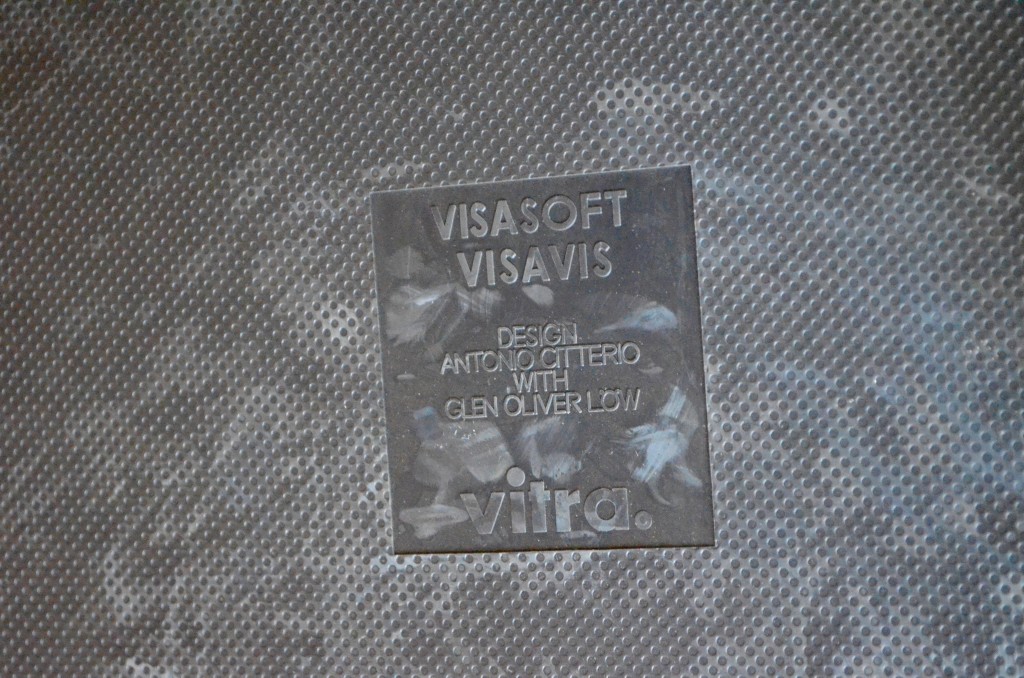 VISASOFT
VISAVIS
DESIGN
ANTONIO CITTERIO
WITH
GLEN OLIVER LÖW
vitra.